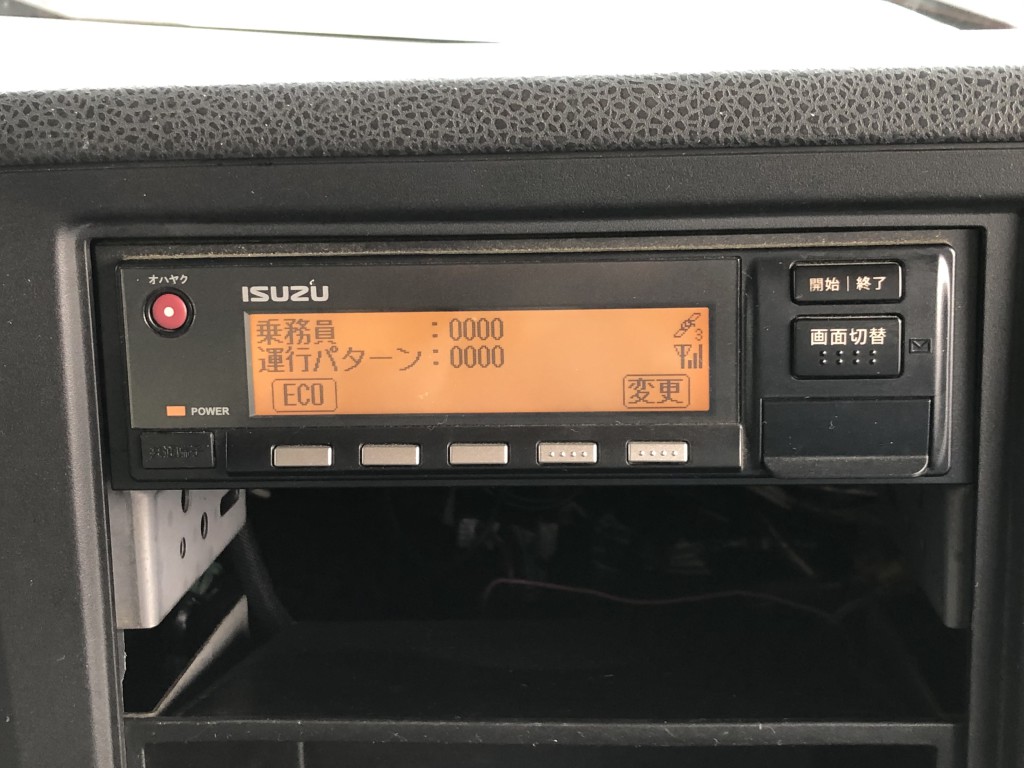 オハヤク
ISUZU
開始|終了
乗務員 :0000
3
運行パターン:0000
画面切替
ECO
変更
POWER